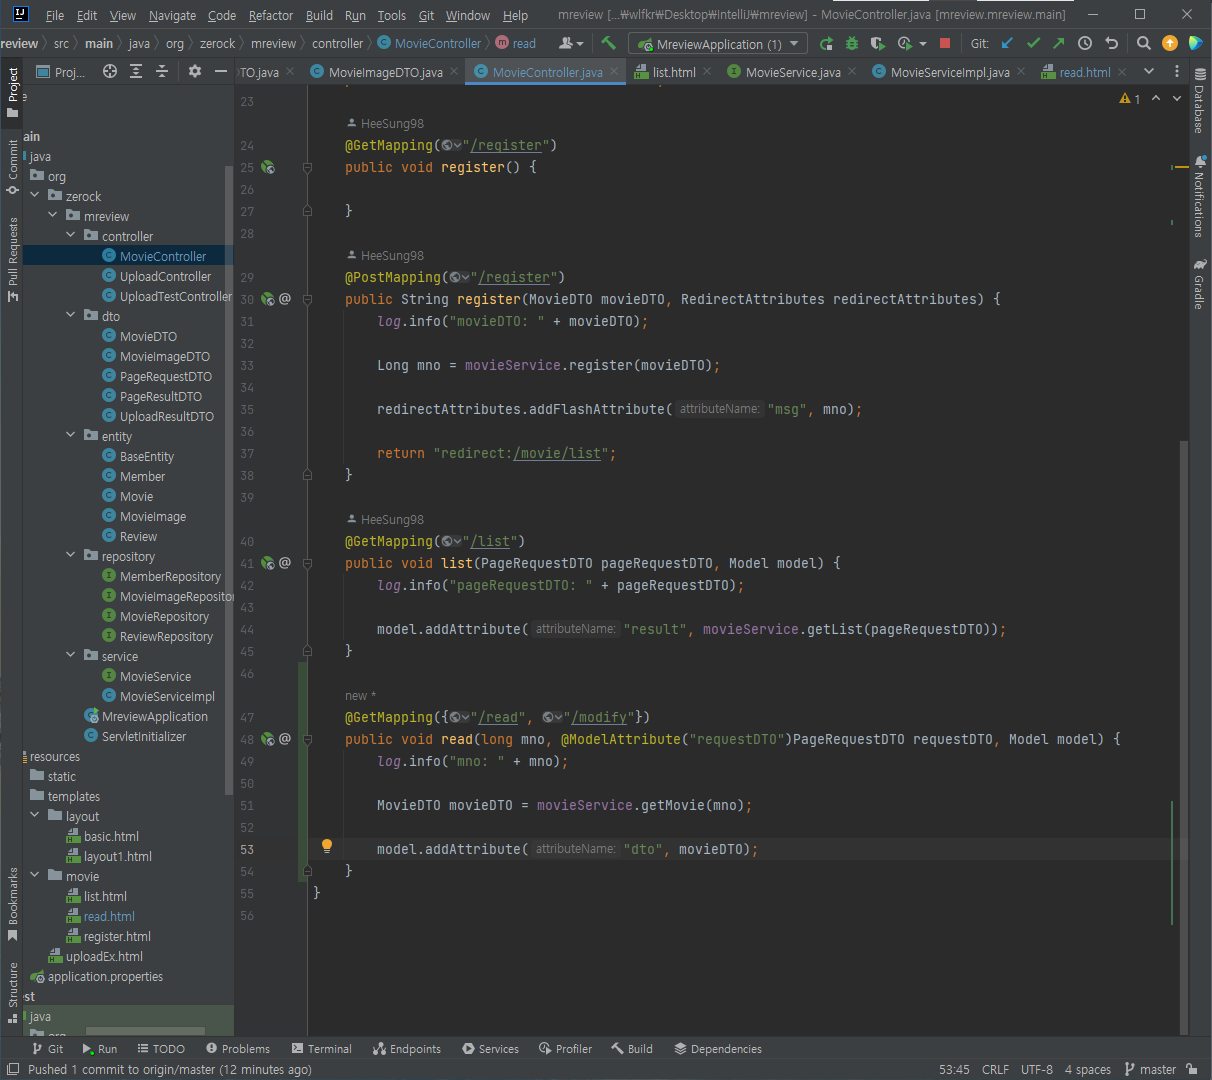 File Edit View Navigate Code Refactor Build Run Tools Git Window Help mreview [...₩wlfkr₩Desktop₩IntelliJ₩mreview] - MovieController.java [mreview.mreview.main]
review src main java org zerock mreview controller MovieController read MreviewApplication (1) Git:
Proj... TO.java MovieImageDTO.java MovieController.java list.html MovieService.java MovieServiceImpl.java read.html
Project
Commit
Pull Requests
Bookmarks
Structure
Database
Notifications
Gradle
ain
java
org
zerock
mreview
controller
MovieController
UploadController
UploadTestController
dto
MovieDTO
MovieImageDTO
PageRequestDTO
PageResultDTO
UploadResultDTO
entity
BaseEntity
Member
Movie
MovieImage
Review
repository
MemberRepository
MovieImageReposito
MovieRepository
ReviewRepository
service
MovieService
MovieServiceImpl
MreviewApplication
ServletInitializer
resources
static
templates
layout
basic.html
layout1.html
movie
list.html
read.html
register.html
uploadEx.html
application.properties
est
java
1
23
HeeSung98
24 @GetMapping("/register")
25 public void register() {
26
27 }
28
HeeSung98
29 @PostMapping("/register")
30 @ public String register(MovieDTO movieDTO, RedirectAttributes redirectAttributes) {
31 log.info("movieDTO: " + movieDTO);
32
33 Long mno = movieService.register(movieDTO);
34
35 redirectAttributes.addFlashAttribute( attributeName: "msg", mno);
36
37 return "redirect:/movie/list";
38 }
39
HeeSung98
40 @GetMapping("/list")
41 @ public void list(PageRequestDTO pageRequestDTO, Model model) {
42 log.info("pageRequestDTO: " + pageRequestDTO);
43
44 model.addAttribute( attributeName: "result", movieService.getList(pageRequestDTO));
45 }
46
new *
47 @GetMapping({"/read", "/modify"})
48 @ public void read(long mno, @ModelAttribute("requestDTO")PageRequestDTO requestDTO, Model model) {
49 log.info("mno: " + mno);
50
51 MovieDTO movieDTO = movieService.getMovie(mno);
52
53 model.addAttribute( attributeName: "dto", movieDTO);
54 }
55 }
56
Git Run TODO Problems Terminal Endpoints Services Profiler Build Dependencies
Pushed 1 commit to origin/master (12 minutes ago) 53:45 CRLF UTF-8 4 spaces master